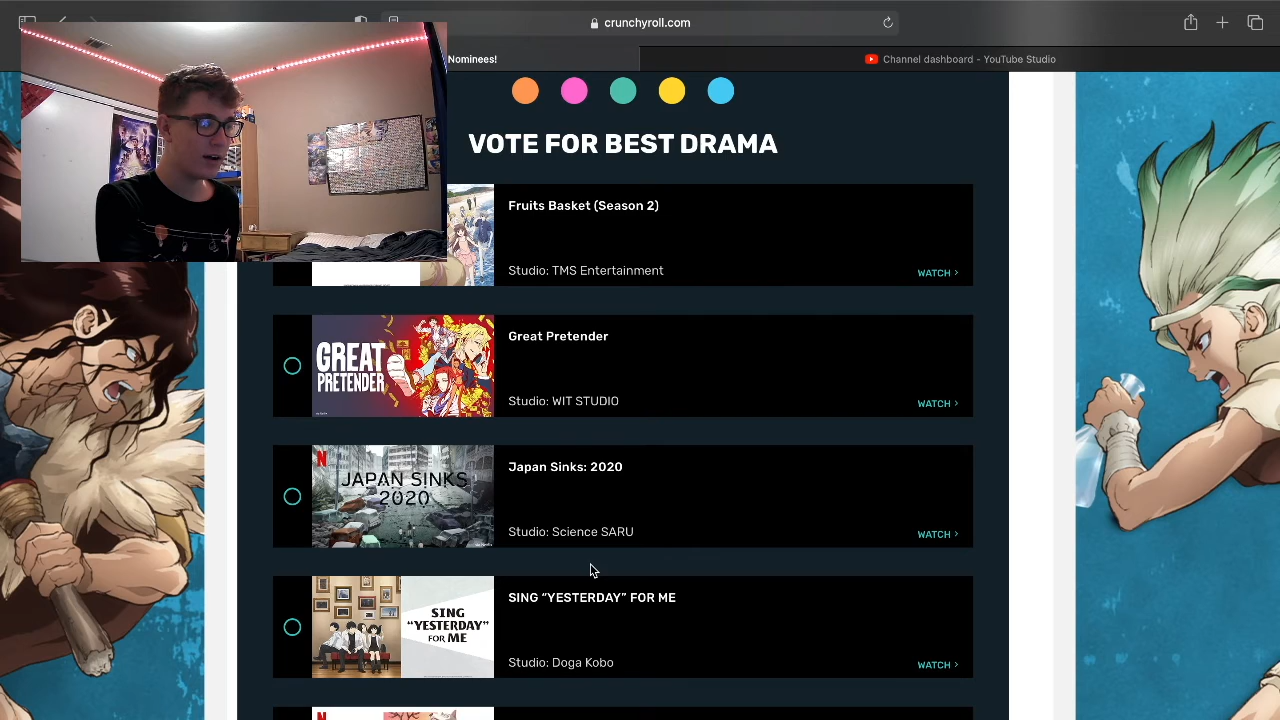 crunchyroll.com
Nominees!
Channel dashboard - YouTube Studio
VOTE FOR BEST DRAMA
Fruits Basket (Season 2)
Studio: TMS Entertainment
WATCH >
GREAT
PRETENDER
Great Pretender
Studio: WIT STUDIO
WATCH >
N
JAPAN SINKS
2020
Japan Sinks: 2020
Studio: Science SARU
WATCH >
SING
"YESTERDAY"
FOR ME
SING “YESTERDAY” FOR ME
Studio: Doga Kobo
WATCH >